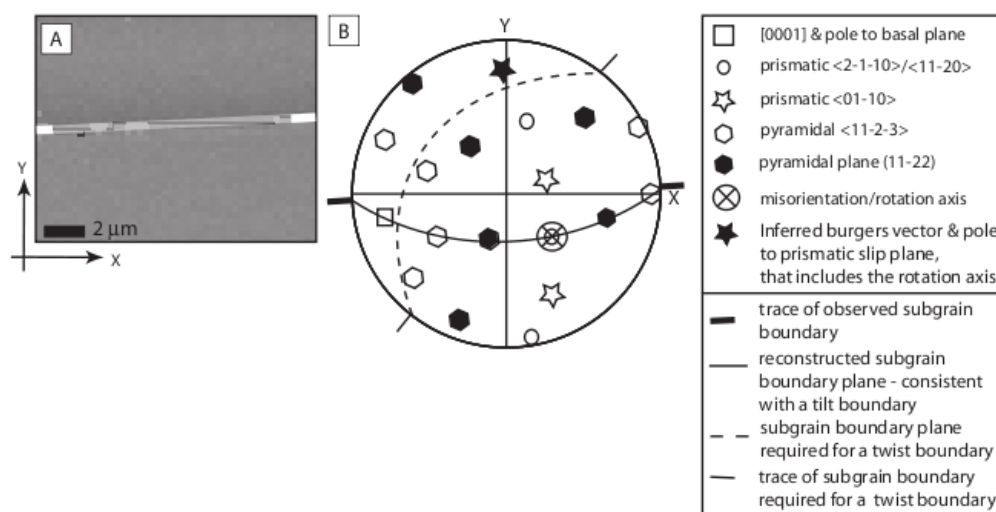 A
Y
2 µm
X
B
Y
X
[0001] & pole to basal plane
prismatic <2-1-10>/<11-20>
prismatic <01-10>
pyramidal <11-2-3>
pyramidal plane (11-22)
misorientation/rotation axis
Inferred burgers vector & pole
to prismatic slip plane,
that includes the rotation axis
trace of observed subgrain
boundary
reconstructed subgrain
boundary plane - consistent
with a tilt boundary
subgrain boundary plane
required for a twist boundary
trace of subgrain boundary
required for a twist boundary